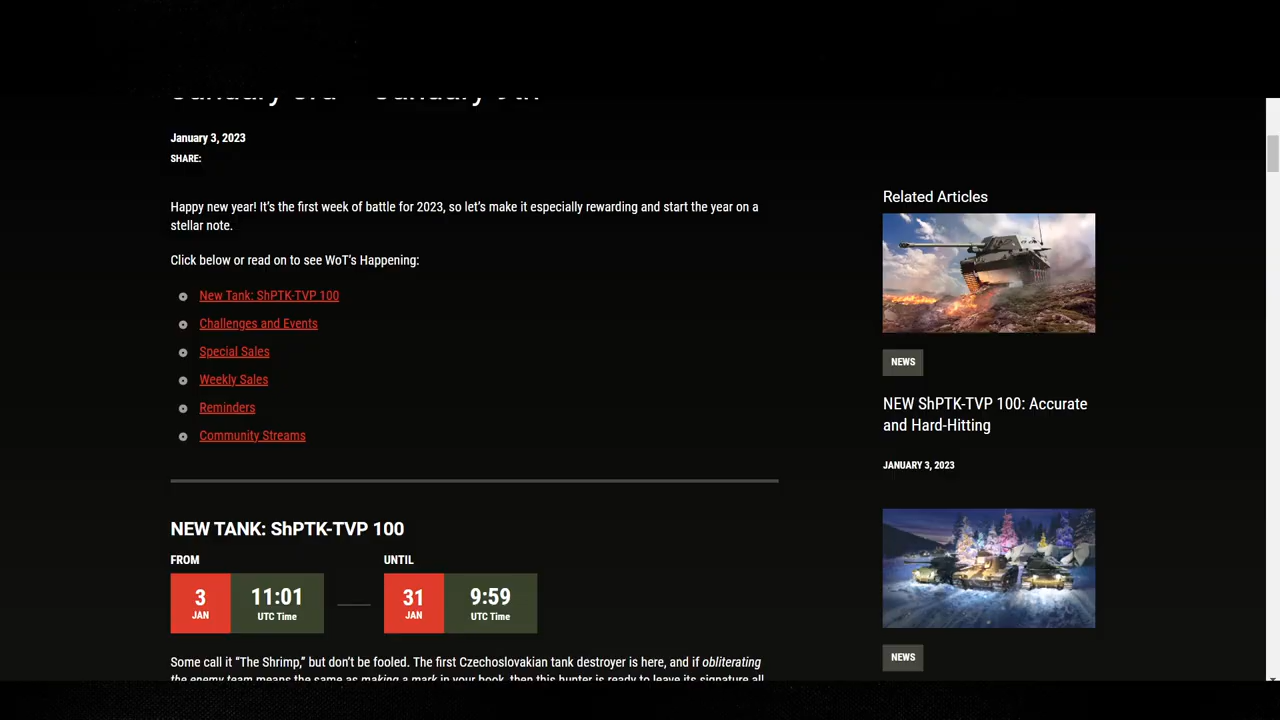 January 3, 2023
SHARE:
Happy new year! It's the first week of battle for 2023, so let's make it especially rewarding and start the year on a
stellar note.
Click below or read on to see WoT's Happening:
New Tank: ShPTK-TVP 100
Challenges and Events
Special Sales
Weekly Sales
Reminders
Community Streams
NEW TANK: ShPTK-TVP 100
FROM
UNTIL
3
JAN
11:01
UTC Time
31
JAN
9:59
UTC Time
Some call it “The Shrimp,” but don't be fooled. The first Czechoslovakian tank destroyer is here, and if obliterating
the enemy team means the same as making a mark in your book, then this hunter is ready to leave its signature all
Related Articles
NEWS
NEW ShPTK-TVP 100: Accurate
and Hard-Hitting
JANUARY 3, 2023
NEWS